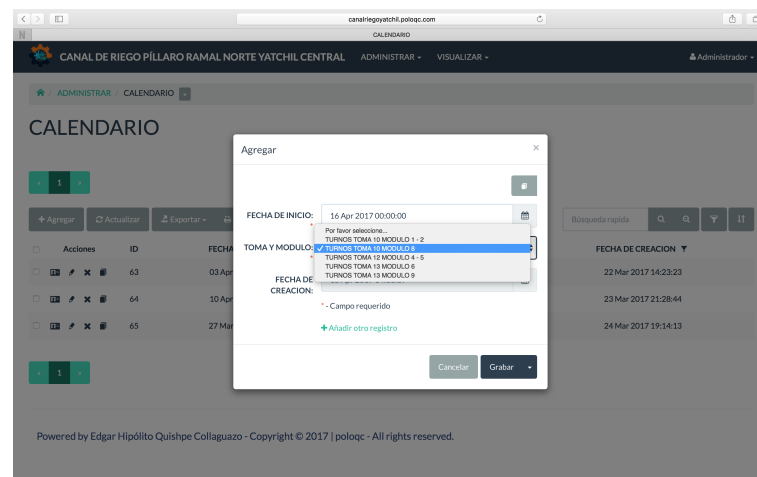 canalriegoyatchil.poloqc.com
N
CALENDARIO
CANAL DE RIEGO PÍLLARO RAMAL NORTE YATCHIL CENTRAL ADMINISTRAR VISUALIZAR Administrador
/ ADMINISTRAR / CALENDARIO
CALENDARIO
Agregar ×
1
FECHA DE INICIO: 16 Apr 2017 00:00:00
*
+ Agregar Actualizar Exportar Búsqueda rapida
Por favor seleccione...
TURNOS TOMA 10 MODULO 1 - 2
TOMA Y MODULO: ✓ TURNOS TOMA 10 MODULO 8
*
TURNOS TOMA 12 MODULO 4 - 5
TURNOS TOMA 13 MODULO 6
TURNOS TOMA 13 MODULO 9
Acciones ID FECHA FECHA DE CREACION
63 03 Apr 22 Mar 2017 14:23:23
FECHA DE CREACION:
64 10 Apr 23 Mar 2017 21:28:44
* - Campo requerido
65 27 Mar 24 Mar 2017 19:14:13
+ Añadir otro registro
1
Cancelar Grabar
Powered by Edgar Hipólito Quishpe Collaguazo - Copyright © 2017 | poloqc - All rights reserved.